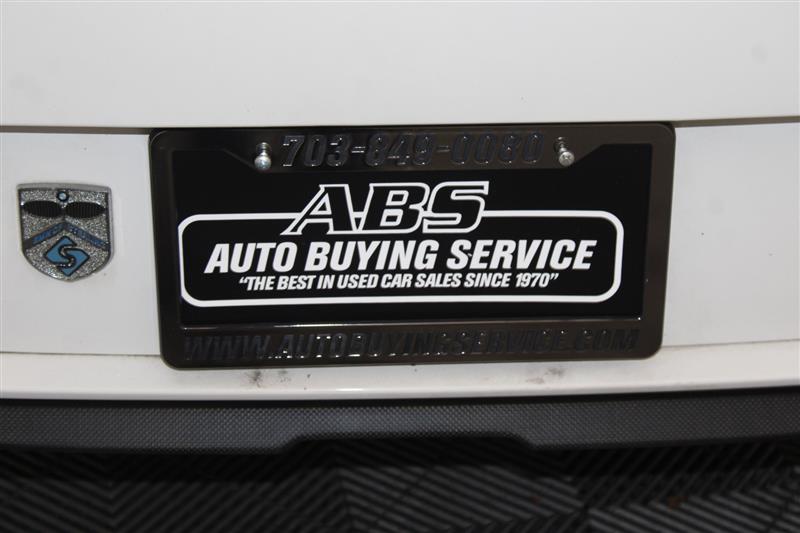 703-849-0080
ABS
AUTO BUYING SERVICE
"THE BEST IN USED CAR SALES SINCE 1970"
WWW.AUTOBUYINGSERVICE.COM